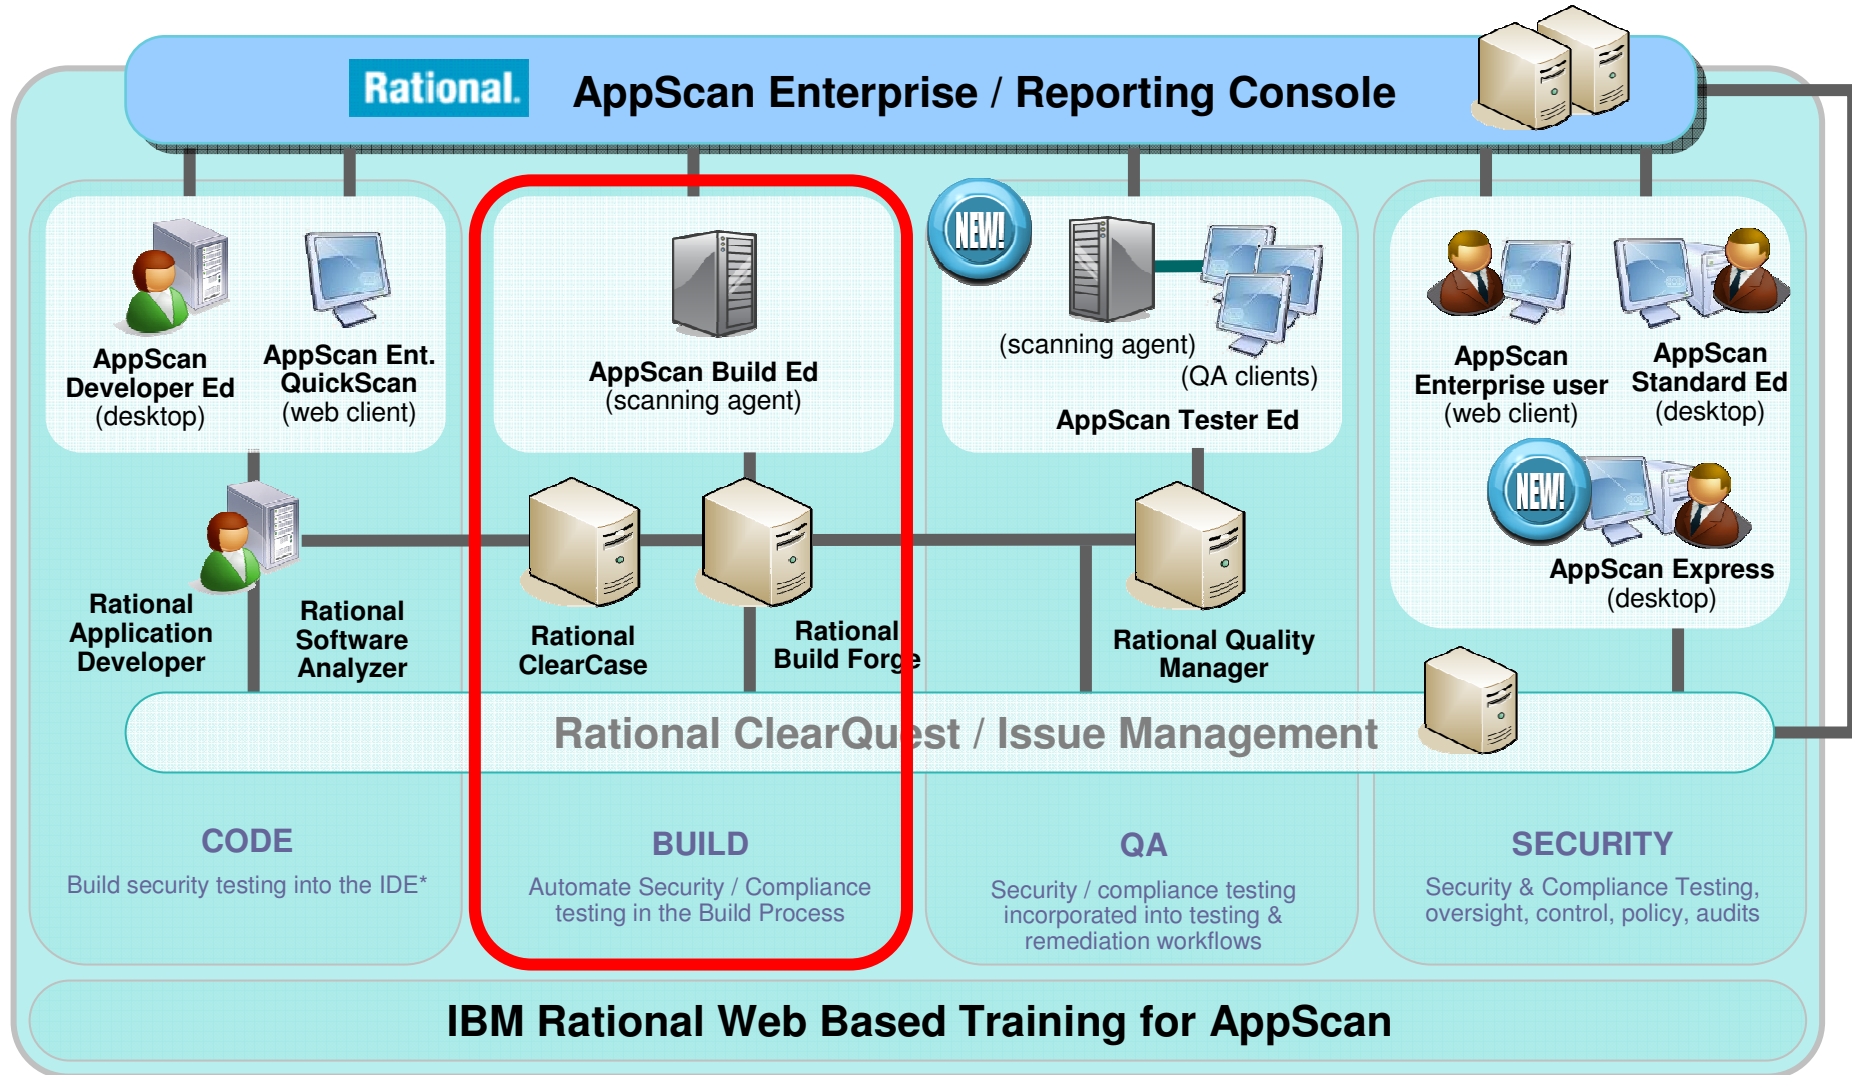 Rational. AppScan Enterprise / Reporting Console
AppScan
Developer Ed
(desktop)
AppScan Ent.
QuickScan
(web client)
Rational
Application
Developer
Rational
Software
Analyzer
AppScan Build Ed
(scanning agent)
Rational
ClearCase
Rational
Build Forge
NEW!
(scanning agent)
(QA clients)
AppScan Tester Ed
Rational Quality
Manager
AppScan
Enterprise user
(web client)
AppScan
Standard Ed
(desktop)
NEW!
AppScan Express
(desktop)
Rational ClearQuest / Issue Management
CODE
Build security testing into the IDE*
BUILD
Automate Security / Compliance
testing in the Build Process
QA
Security / compliance testing
incorporated into testing &
remediation workflows
SECURITY
Security & Compliance Testing,
oversight, control, policy, audits
IBM Rational Web Based Training for AppScan